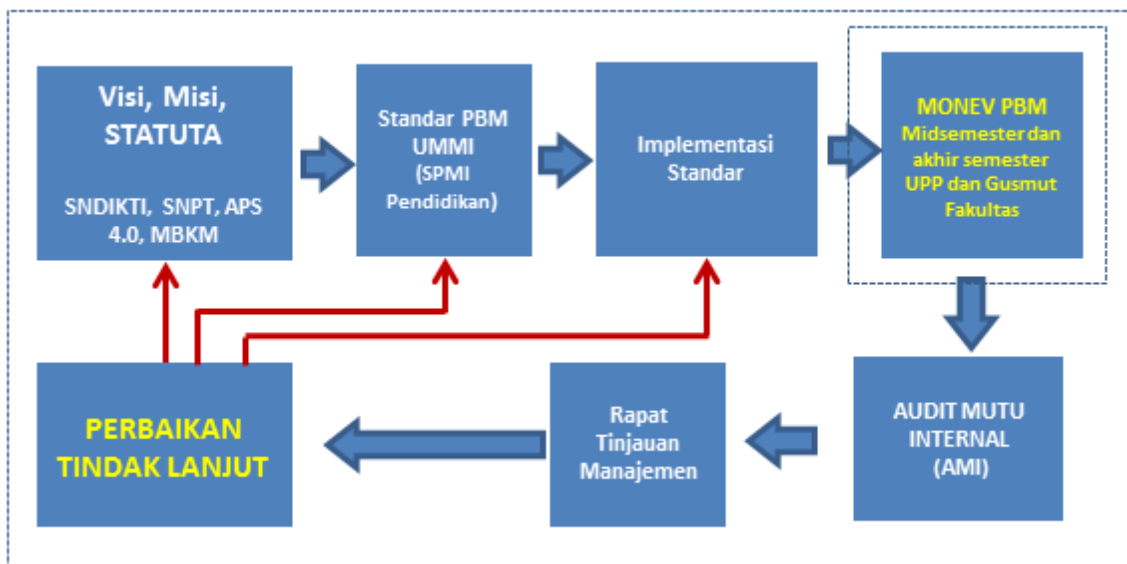 Visi, Misi,
STATUTA
SNDIKTI, SNPT, APS
4.0, MBKM
Standar PBM
UMMI
(SPMI
Pendidikan)
Implementasi
Standar
MONEV PBM
Midsemester dan
akhir semester
UPP dan Gusmut
Fakultas
PERBAIKAN
TINDAK LANJUT
Rapat
Tinjauan
Manajemen
AUDIT MUTU
INTERNAL
(AMI)